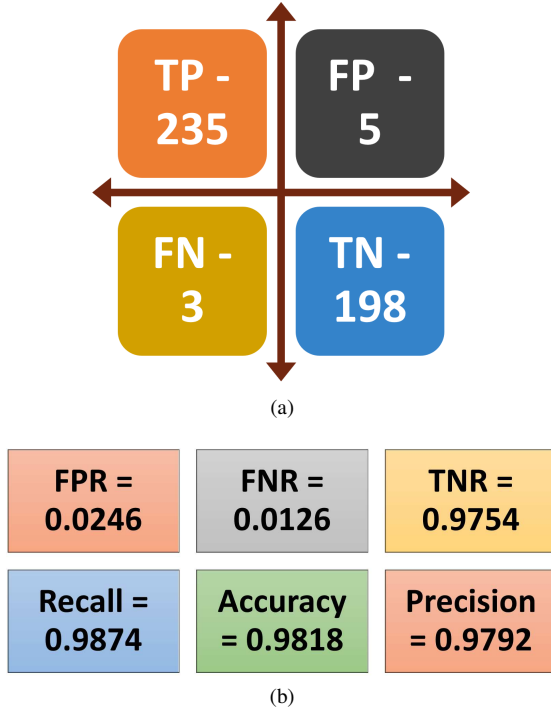 TP -
235
FP -
5
FN -
3
TN -
198
(a)
FPR =
0.0246
FNR =
0.0126
TNR =
0.9754
Recall =
0.9874
Accuracy
= 0.9818
Precision
= 0.9792
(b)